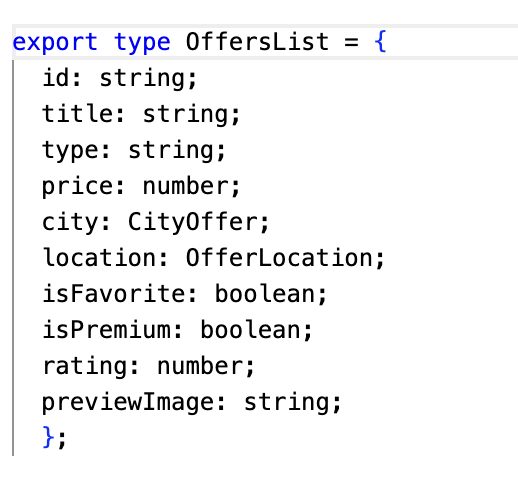 export type OffersList = {
id: string;
title: string;
type: string;
price: number;
city: CityOffer;
location: OfferLocation;
isFavorite: boolean;
isPremium: boolean;
rating: number;
previewImage: string;
};